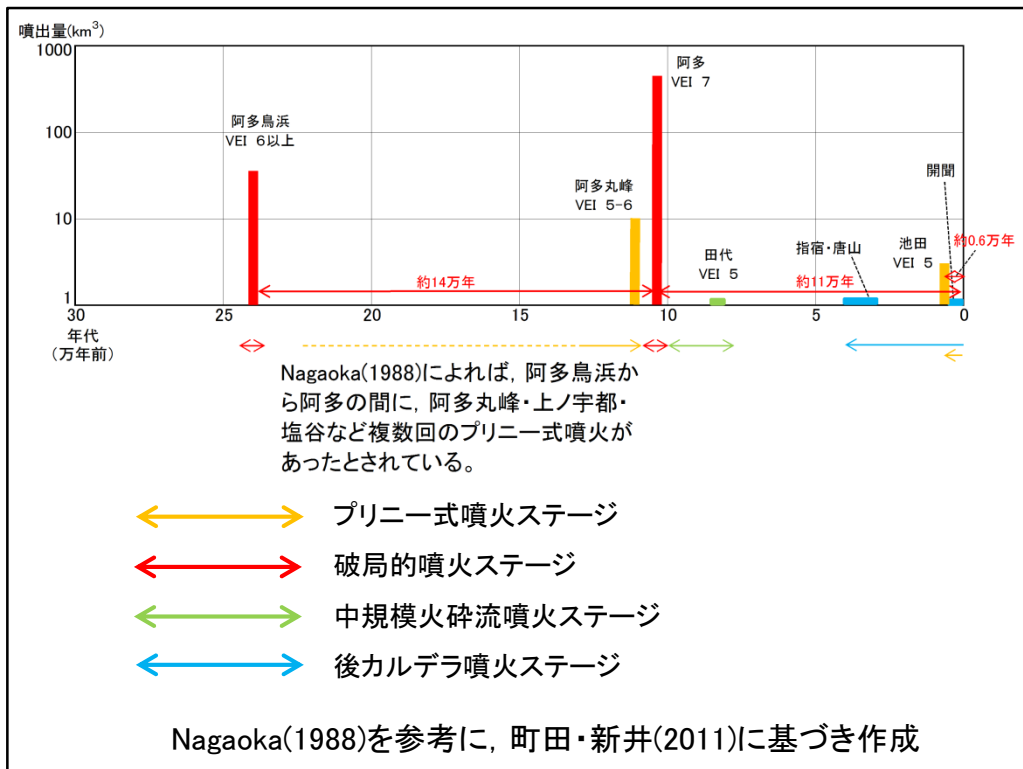 噴出量(km3)
1000
100
10
1
阿多鳥浜
VEI 6以上
阿多丸峰
VEI 5-6
阿多
VEI 7
田代
VEI 5
指宿・唐山
池田
VEI 5
開聞
約0.6万年
約14万年
約11万年
30
25
20
15
10
5
0
年代
(万年前)
Nagaoka(1988)によれば, 阿多鳥浜か
ら阿多の間に, 阿多丸峰・上ノ宇都・
塩谷など複数回のプリニー式噴火が
あったとされている。
プリニー式噴火ステージ
破局的噴火ステージ
中規模火砕流噴火ステージ
後カルデラ噴火ステージ
Nagaoka(1988)を参考に, 町田・新井(2011)に基づき作成